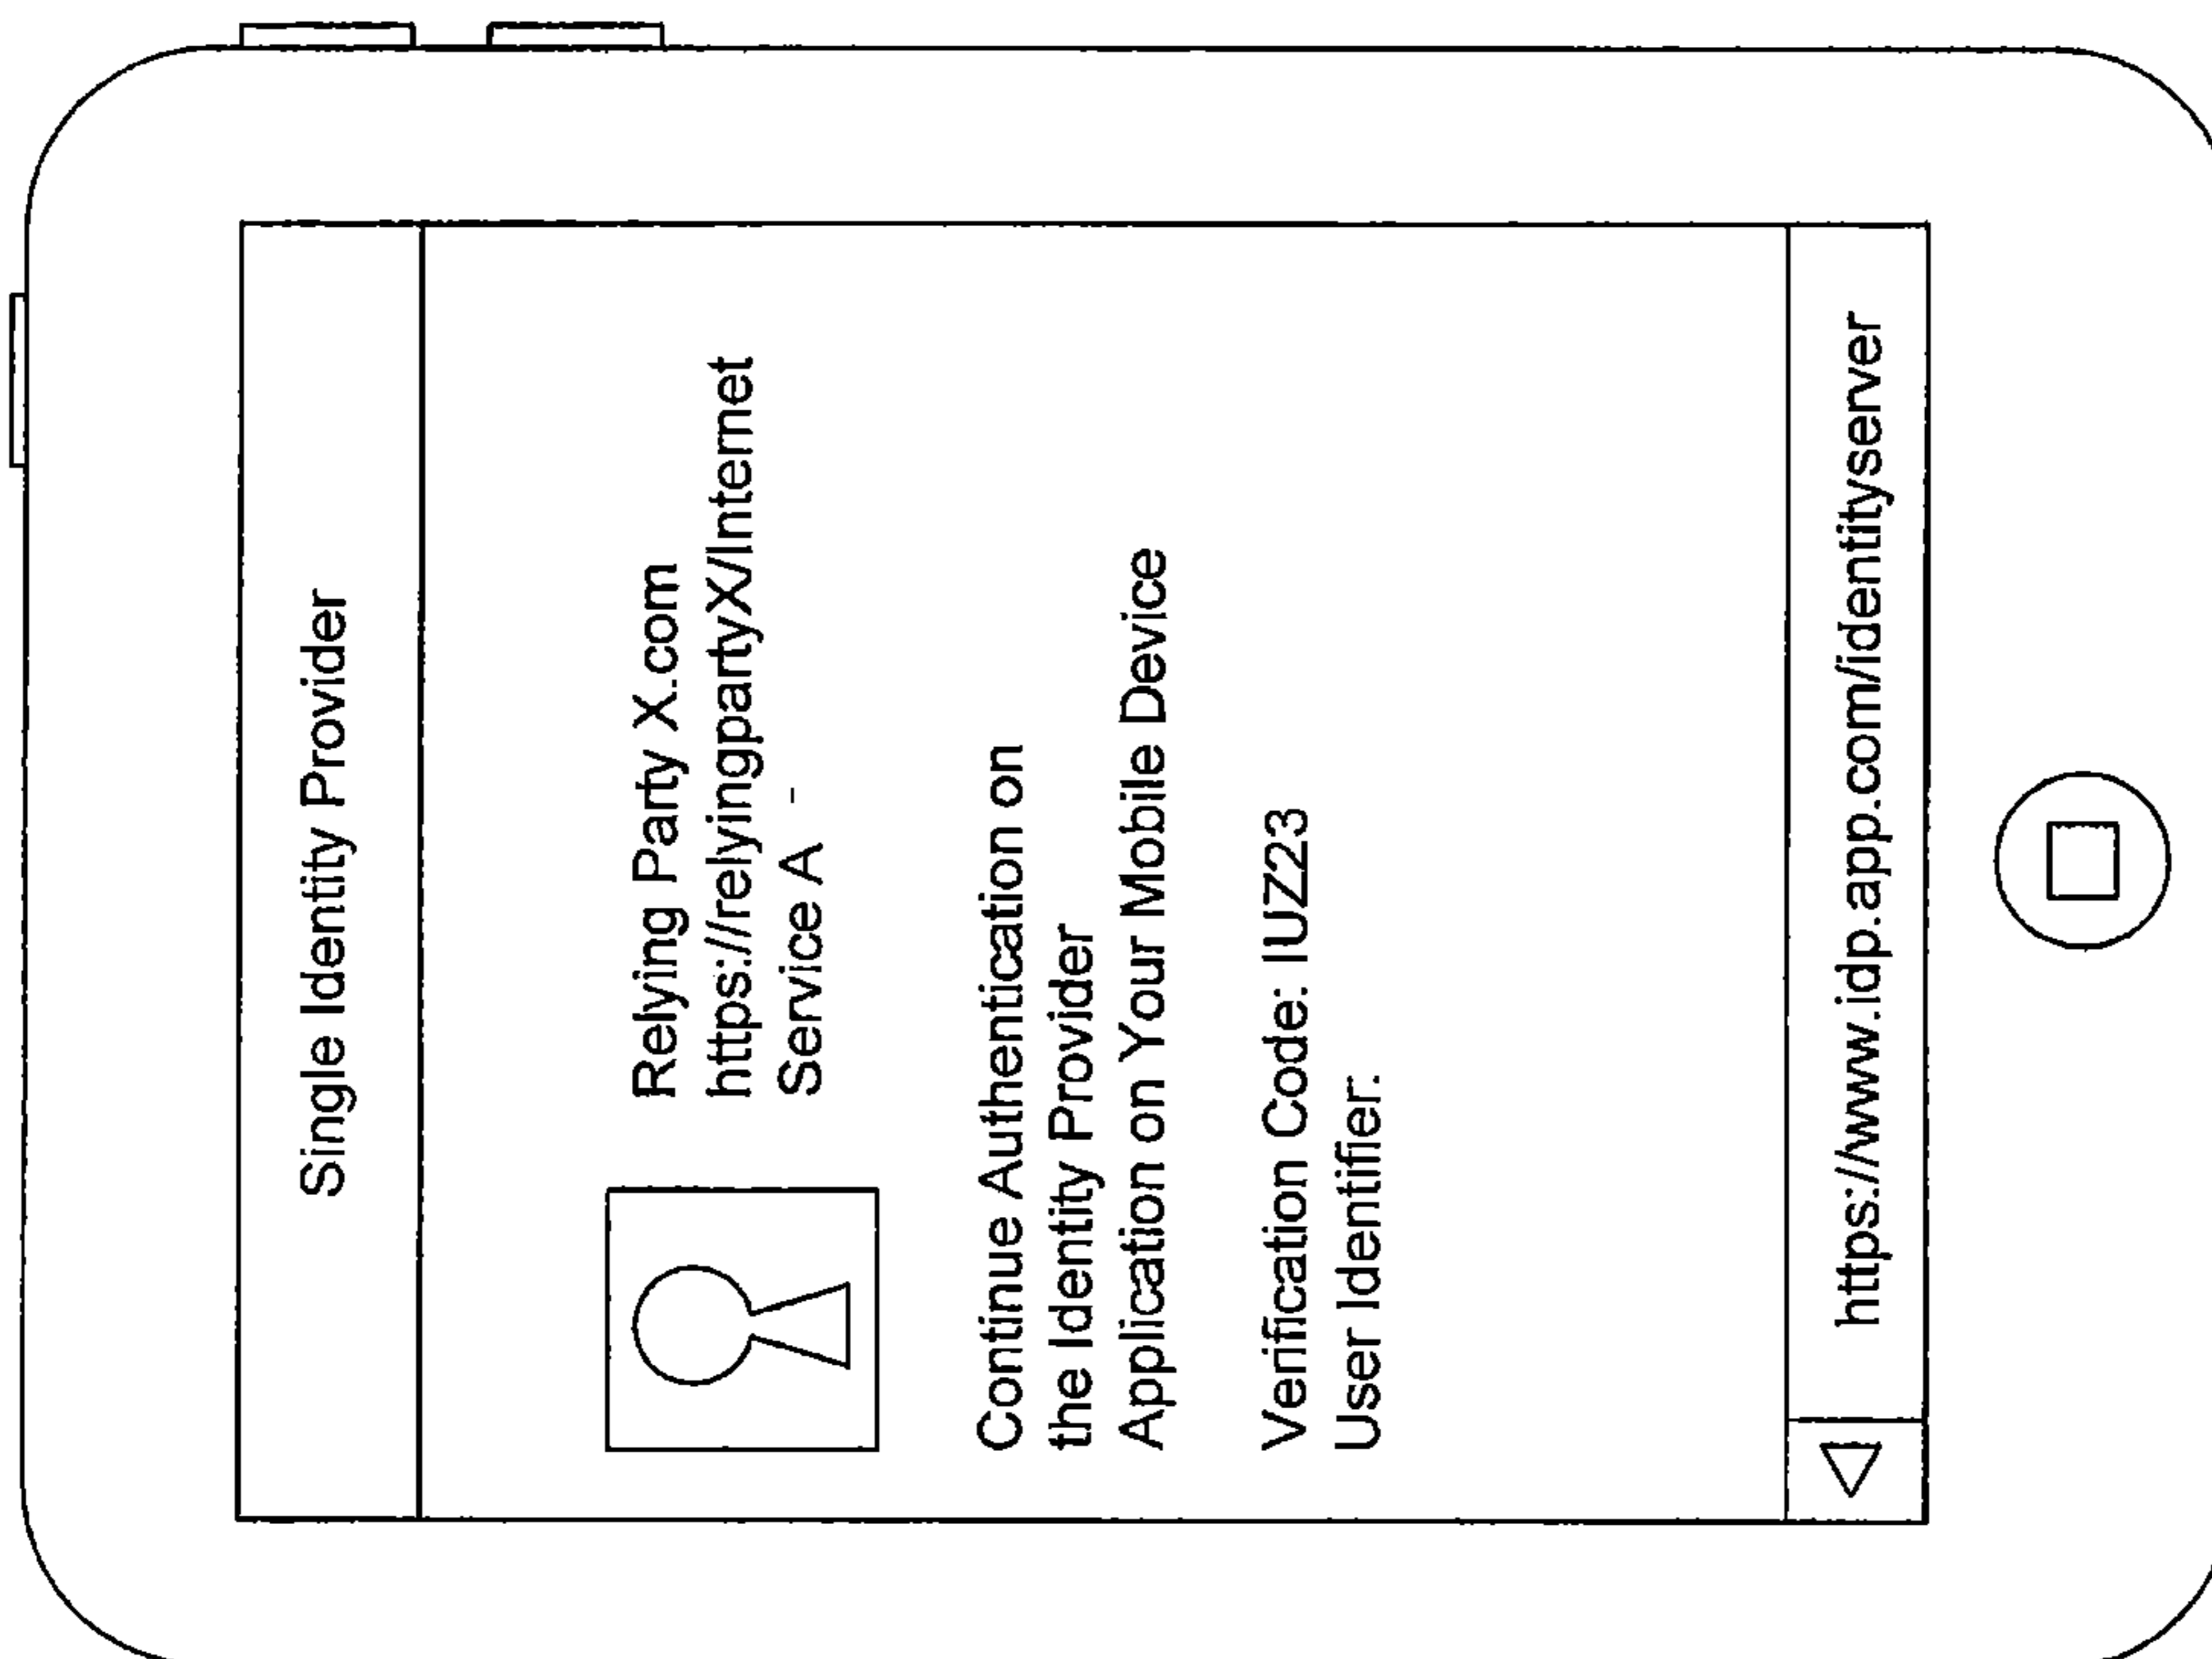 Single Identity Provider
Relying Party X.com
https://relyingpartyX/Internet
Service A -
Continue Authentication on
the Identity Provider
Application on Your Mobile Device
Verification Code: IUZ23
User Identifier:
https://www.idp.app.com/identityserver